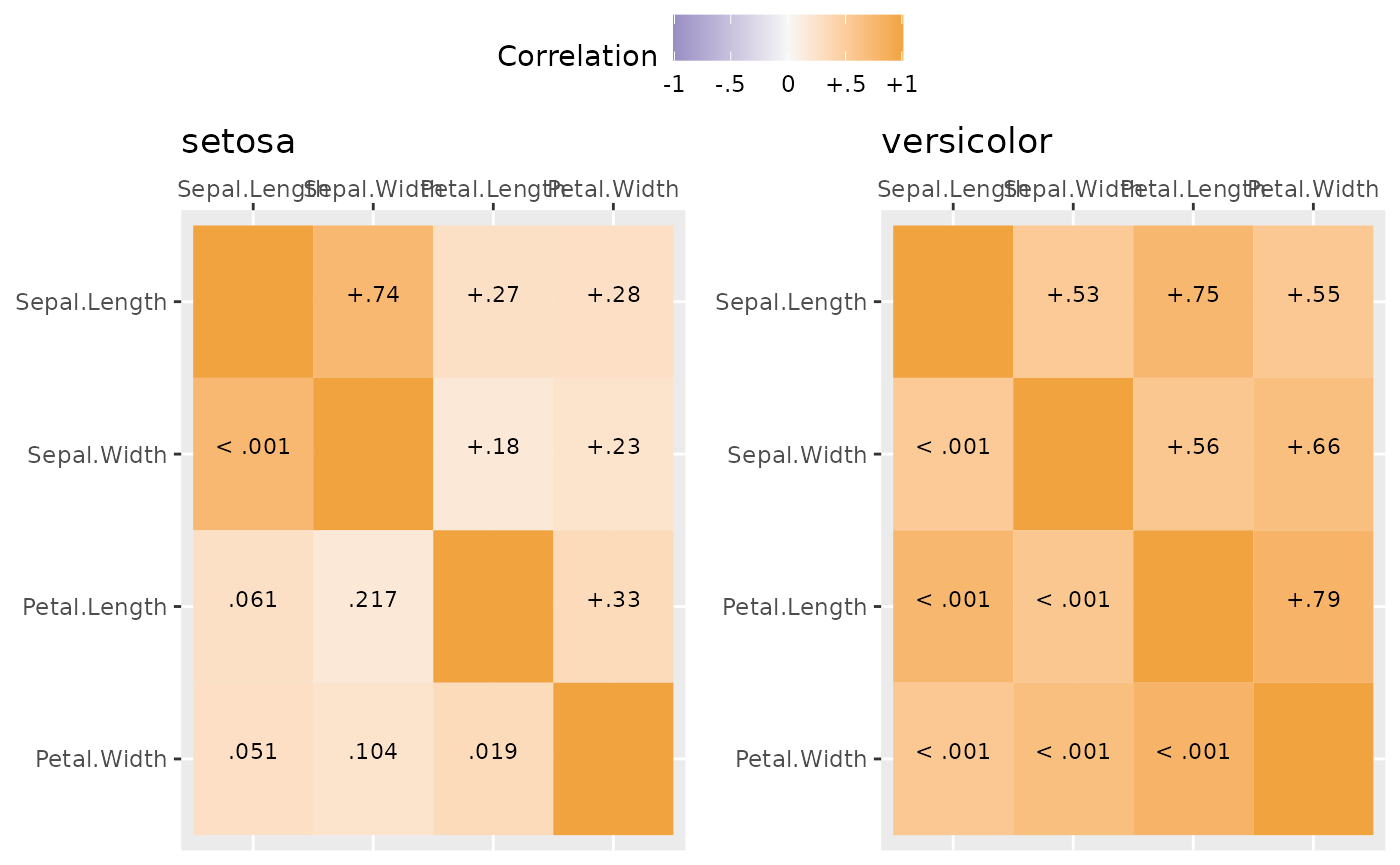 Correlation
-1 -.5 0 +.5 +1
setosa
Sepal.Length Sepal.Width Petal.Length Petal.Width
Sepal.Length +.74 +.27 +.28
Sepal.Width < .001 +.18 +.23
Petal.Length .061 .217 +.33
Petal.Width .051 .104 .019
versicolor
Sepal.Length Sepal.Width Petal.Length Petal.Width
Sepal.Length +.53 +.75 +.55
Sepal.Width < .001 +.56 +.66
Petal.Length < .001 < .001 +.79
Petal.Width < .001 < .001 < .001